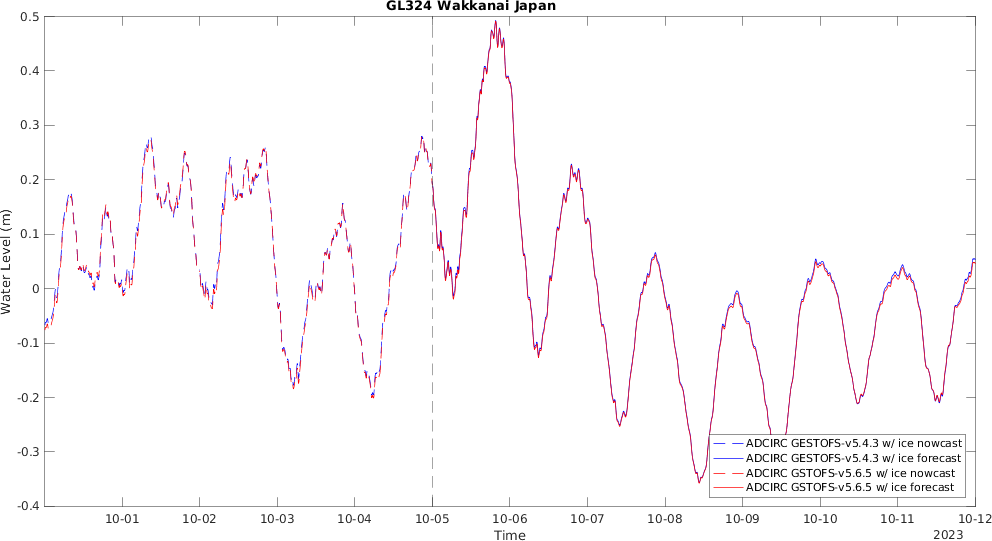 GL324 Wakkanai Japan
0.5
0.4
0.3
0.2
0.1
0
-0.1
-0.2
-0.3
-0.4
Water Level (m)
ADCIRC GESTOFS-v5.4.3 w/ ice nowcast
ADCIRC GESTOFS-v5.4.3 w/ ice forecast
ADCIRC GSTOFS-v5.6.5 w/ ice nowcast
ADCIRC GSTOFS-v5.6.5 w/ ice forecast
10-01 10-02 10-03 10-04 10-05 10-06 10-07 10-08 10-09 10-10 10-11 10-12
Time
2023